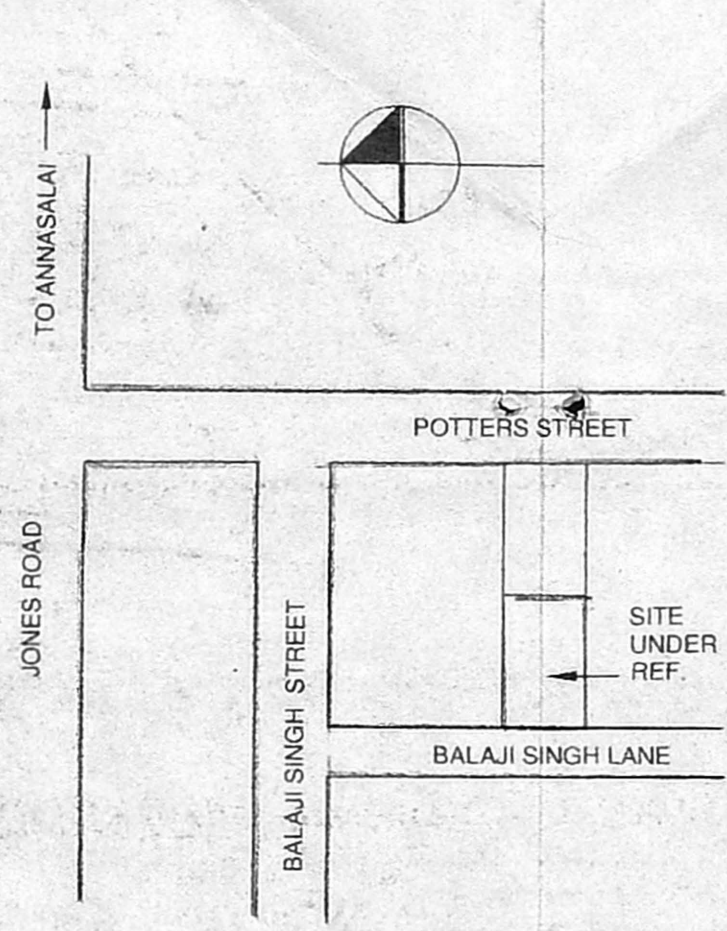 TO ANNASALAI
POTTERS STREET
JONES ROAD
BALAJI SINGH STREET
SITE
UNDER
REF.
BALAJI SINGH LANE